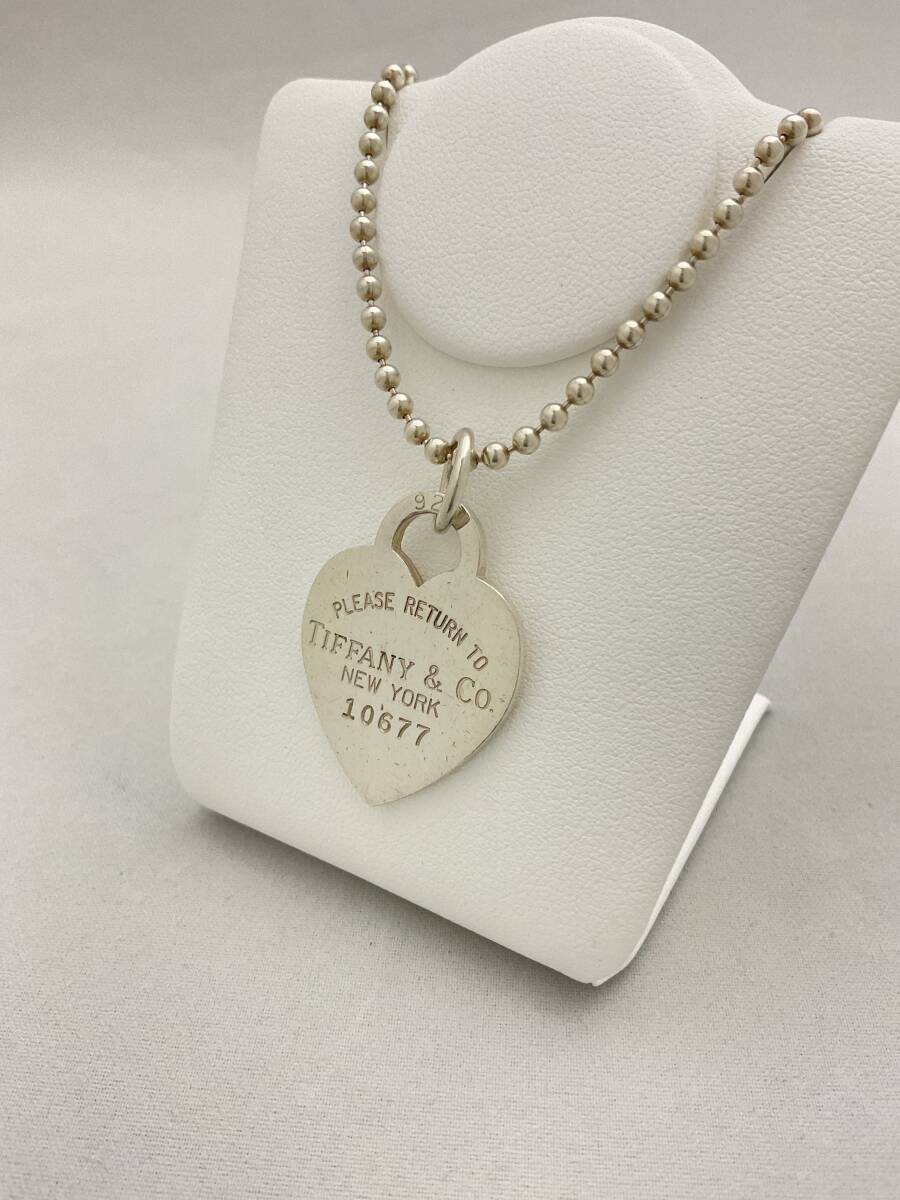 92
PLEASE RETURN TO
TIFFANY & CO.
NEW YORK
10677